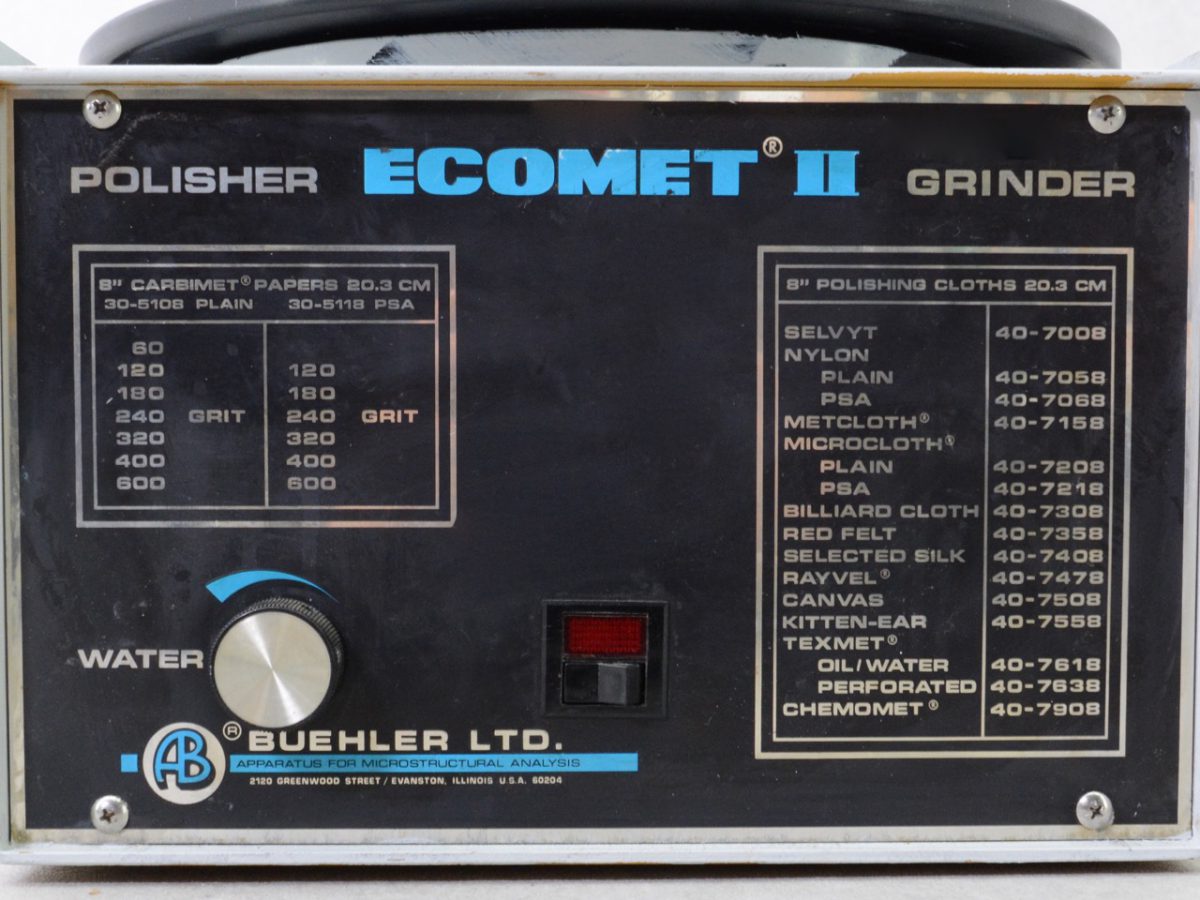 POLISHER ECOMET® II GRINDER
8" CARBIMET® PAPERS 20.3 CM
30-5108 PLAIN 30-5118 PSA
60
120 120
180 180
240 GRIT 240 GRIT
320 320
400 400
600 600
8" POLISHING CLOTHS 20.3 CM
SELVYT 40-7008
NYLON
PLAIN 40-7058
PSA 40-7068
METCLOTH® 40-7158
MICROCLOTH®
PLAIN 40-7208
PSA 40-7218
BILLIARD CLOTH 40-7308
RED FELT 40-7358
SELECTED SILK 40-7408
RAYVEL® 40-7478
CANVAS 40-7508
KITTEN-EAR 40-7558
TEXMET®
OIL/WATER 40-7618
PERFORATED 40-7638
CHEMOMET® 40-7908
WATER
AB ® BUEHLER LTD.
APPARATUS FOR MICROSTRUCTURAL ANALYSIS
2120 GREENWOOD STREET / EVANSTON, ILLINOIS U.S.A. 60204